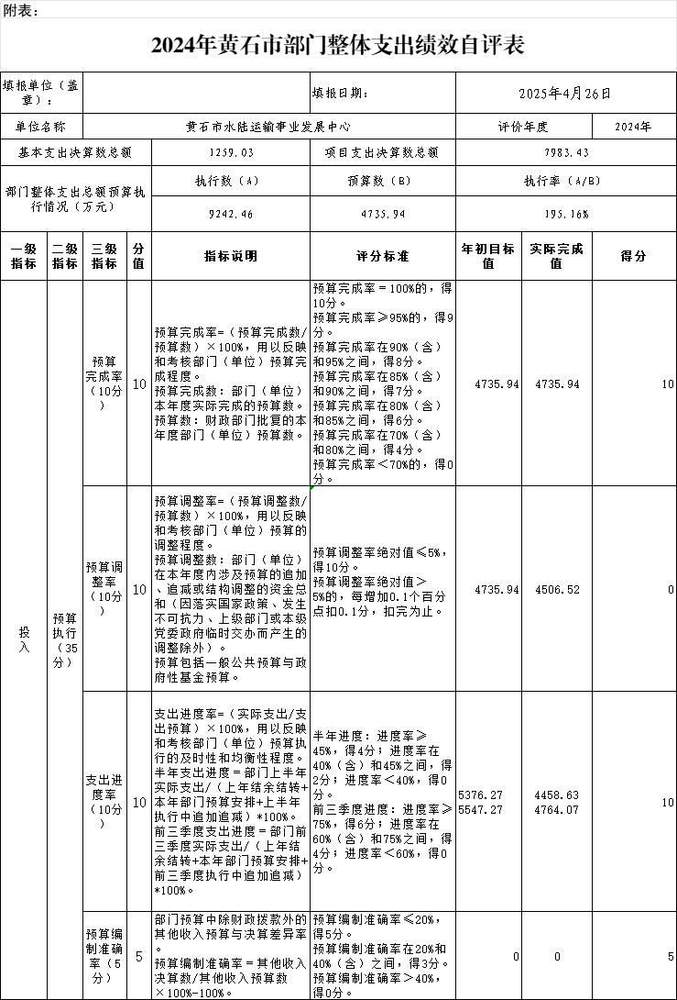 附表：
2024年黄石市部门整体支出绩效自评表
填报单位（盖
章）：
填报日期：
2025年4月26日
单位名称
黄石市水陆运输事业发展中心
评价年度
2024年
基本支出决算数总额
1259.03
项目支出决算数总额
7983.43
部门整体支出总额预算执
行情况（万元）
执行数（A）
预算数（B）
执行率（A/B）
9242.46
4735.94
195.16%
一级
指标
二级
指标
三级
指标
分
值
指标说明
评分标准
年初目标
值
实际完成
值
得分
投
入
预算
执行
（35
分）
预算
完成率
（10分
）
10
预算完成率=（预算完成数/
预算数）×100%，用以反映
和考核部门（单位）预算完
成程度。
预算完成数：部门（单位）
本年度实际完成的预算数。
预算数：财政部门批复的本
年度部门（单位）预算数。
预算完成率＝100%的，得
10分。
预算完成率≥95%的，得9
分。
预算完成率在90%（含）
和95%之间，得8分。
预算完成率在85%（含）
和90%之间，得7分。
预算完成率在80%（含）
和85%之间，得6分。
预算完成率在70%（含）
和80%之间，得4分。
预算完成率＜70%的，得0
分。
4735.94
4735.94
10
预算调
整率
（10分
）
10
预算调整率=（预算调整数/
预算数）×100%，用以反映
和考核部门（单位）预算的
调整程度。
预算调整数：部门（单位）
在本年度内涉及预算的追加
、追减或结构调整的资金总
和（因落实国家政策、发生
不可抗力、上级部门或本级
党委政府临时交办而产生的
调整除外）。
预算包括一般公共预算与政
府性基金预算。
预算调整率绝对值≤5%，
得10分。
预算调整率绝对值＞
5%的，每增加0.1个百分
点扣0.1分，扣完为止。
4735.94
4506.52
0
支出进
度率
（10分
）
10
支出进度率=（实际支出/支
出预算）×100%，用以反映
和考核部门（单位）预算执
行的及时性和均衡性程度。
半年支出进度＝部门上半年
实际支出/（上年结余结转+
本年部门预算安排+上半年
执行中追加追减）*100%。
前三季度支出进度＝部门前
三季度实际支出/（上年结
余结转+本年部门预算安排+
前三季度执行中追加追减）
*100%。
半年进度：进度率≥
45%，得4分；进度率在
40%（含）和45%之间，得
2分；进度率＜40%，得0
分。
前三季度进度：进度率≥
75%，得6分；进度率在
60%（含）和75%之间，得
4分；进度率＜60%，得0
分。
5376.27
5547.27
4458.63
4764.07
10
预算编
制准确
率（5
分）
5
部门预算中除财政拨款外的
其他收入预算与决算差异率
。
预算编制准确率＝其他收入
决算数/其他收入预算数
×100%-100%。
预算编制准确率≤20%，
得5分。
预算编制准确率在20%和
40%（含）之间，得3分。
预算编制准确率＞40%，
得0分。
0
0
5